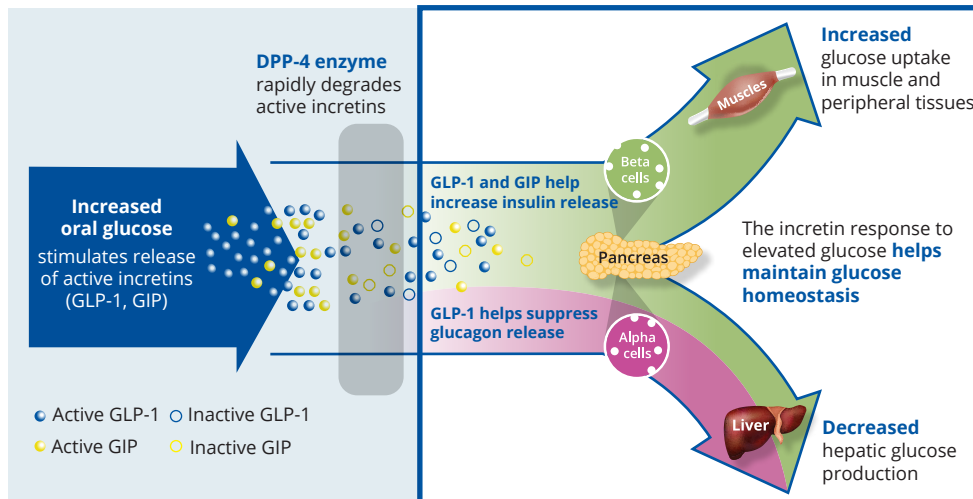 DPP-4 enzyme
rapidly degrades
active incretins
Increased
oral glucose
stimulates release
of active incretins
(GLP-1, GIP)
Active GLP-1
Inactive GLP-1
Active GIP
Inactive GIP
GLP-1 and GIP help
increase insulin release
GLP-1 helps suppress
glucagon release
Beta
cells
Pancreas
Alpha
cells
Muscles
Increased
glucose uptake
in muscle and
peripheral tissues
The incretin response to
elevated glucose helps
maintain glucose
homeostasis
Liver
Decreased
hepatic glucose
production